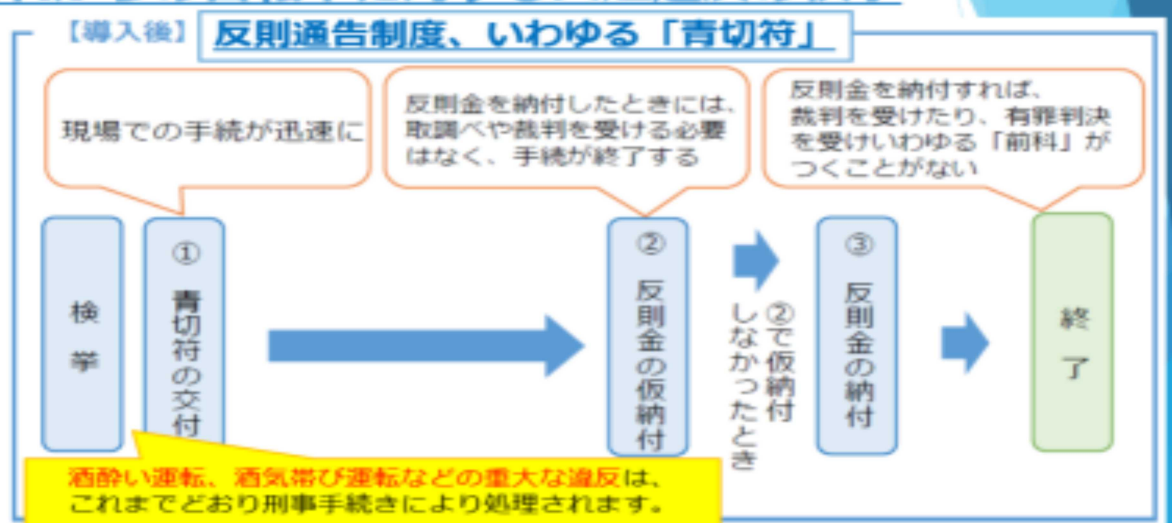 【導入後】 反則通告制度、いわゆる「青切符」
現場での手続が迅速に
反則金を納付したときには、
取調べや裁判を受ける必要
はなく、手続が終了する
反則金を納付すれば、
裁判を受けたり、有罪判決
を受けいわゆる「前科」が
つくことがない
検挙
① 青切符の交付
② 反則金の仮納付
②で仮納付
しなかったとき
③ 反則金の納付
終了
酒酔い運転、酒気帯び運転などの重大な違反は、
これまでどおり刑事手続きにより処理されます。